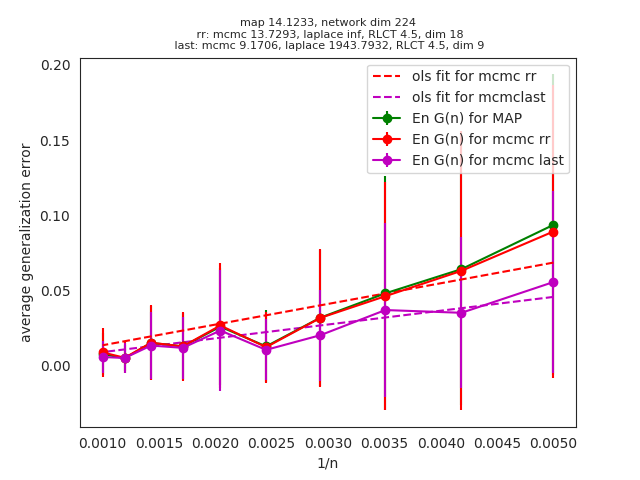 map 14.1233, network dim 224
rr: mcmc 13.7293, laplace inf, RLCT 4.5, dim 18
last: mcmc 9.1706, laplace 1943.7932, RLCT 4.5, dim 9
ols fit for mcmc rr
ols fit for mcmclast
En G(n) for MAP
En G(n) for mcmc rr
En G(n) for mcmc last
average generalization error
0.20
0.15
0.10
0.05
0.00
0.0010 0.0015 0.0020 0.0025 0.0030 0.0035 0.0040 0.0045 0.0050
1/n